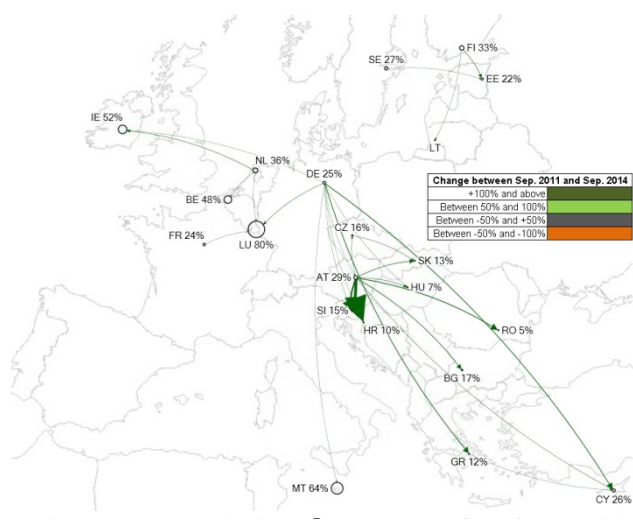 FI 33%
SE 27%
EE 22%
IE 52%
LT
NL 36%
DE 25%
Change between Sep. 2011 and Sep. 2014
+100% and above
Between 50% and 100%
Between -50% and +50%
Between -50% and -100%
BE 48%
CZ 16%
FR 24%
LU 80%
SK 13%
AT 29%
HU 7%
SI 15%
HR 10%
RO 5%
BG 17%
GR 12%
MT 64%
CY 26%